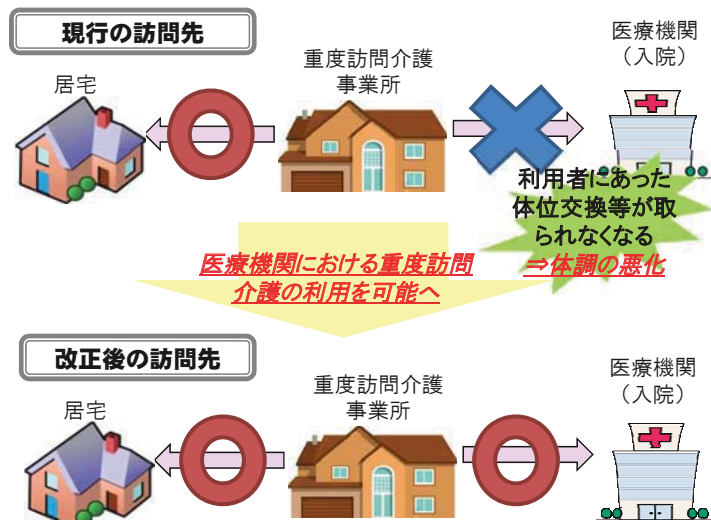 現行の訪問先
医療機関
（入院）
重度訪問介護
事業所
居宅
利用者にあった
体位交換等が取
られなくなる
⇒体調の悪化
医療機関における重度訪問
介護の利用を可能へ
改正後の訪問先
医療機関
（入院）
重度訪問介護
事業所
居宅